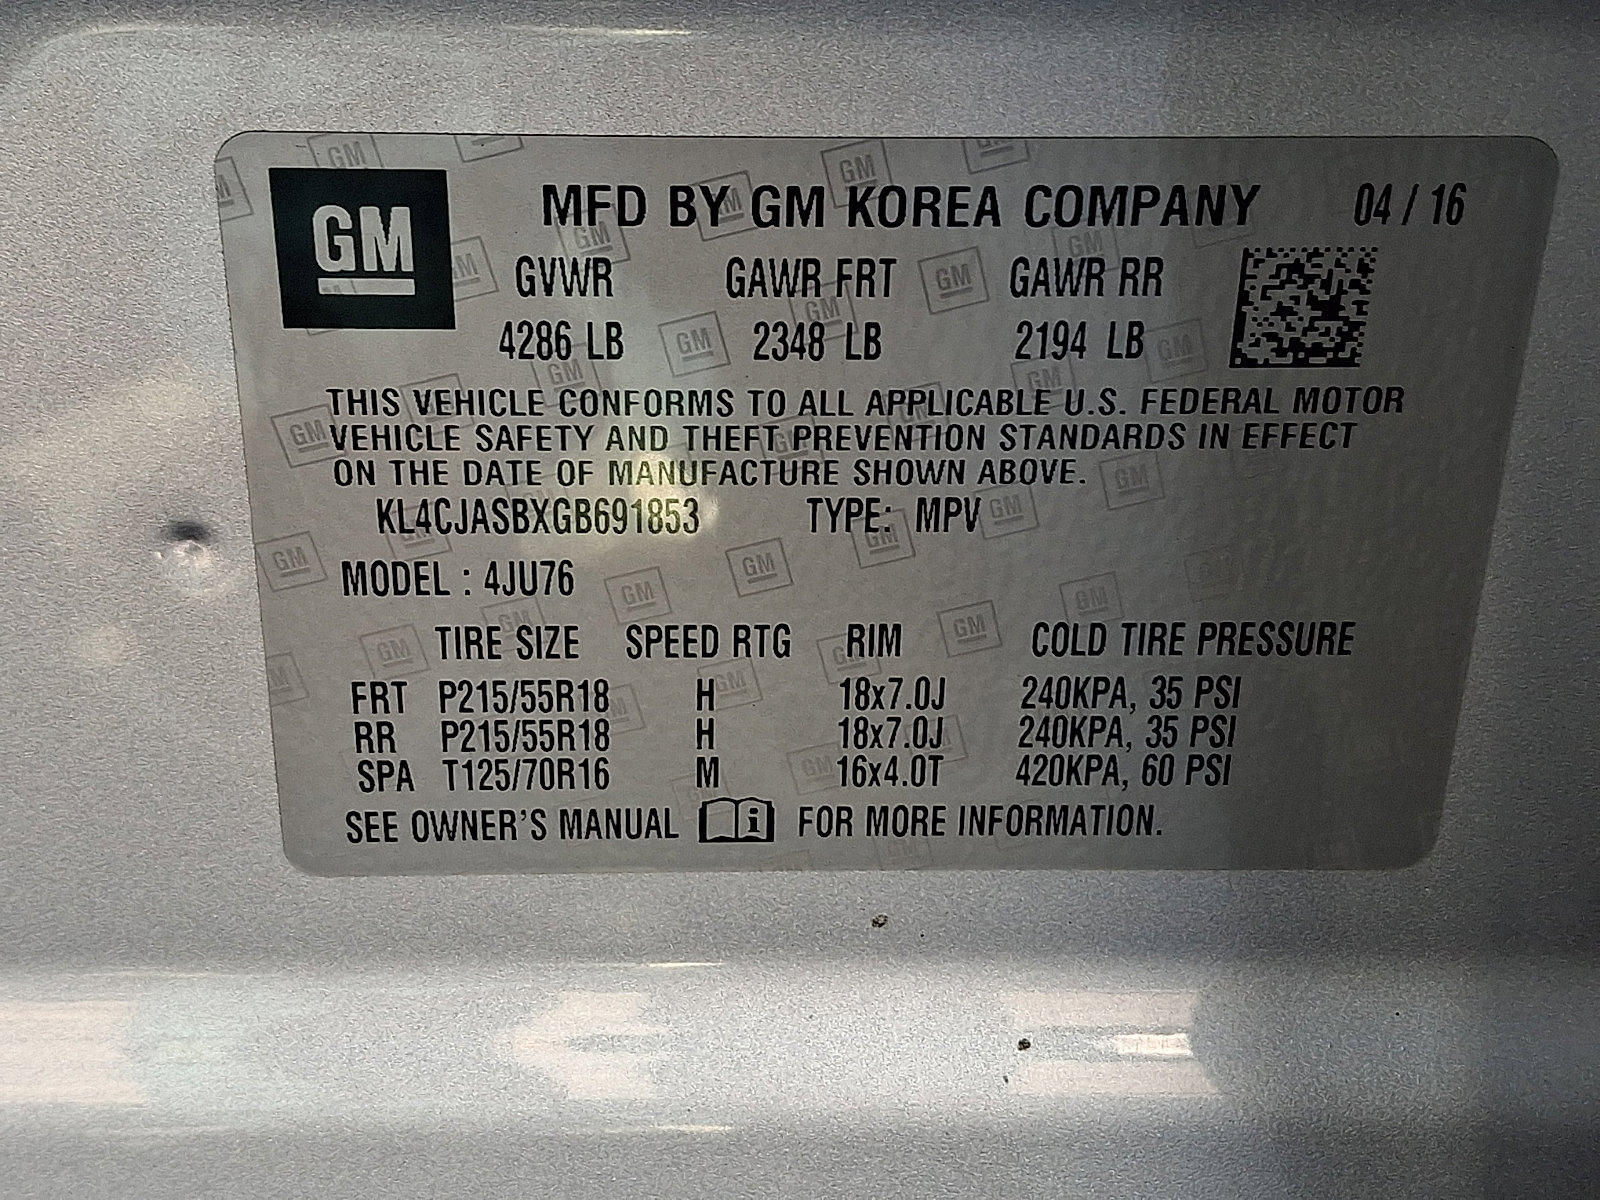 GM MFD BY GM KOREA COMPANY 04 / 16
GVWR GAWR FRT GAWR RR
4286 LB 2348 LB 2194 LB
THIS VEHICLE CONFORMS TO ALL APPLICABLE U.S. FEDERAL MOTOR
VEHICLE SAFETY AND THEFT PREVENTION STANDARDS IN EFFECT
ON THE DATE OF MANUFACTURE SHOWN ABOVE.
KL4CJASBXGB691853 TYPE: MPV
MODEL : 4JU76
TIRE SIZE SPEED RTG RIM COLD TIRE PRESSURE
FRT P215/55R18 H 18x7.0J 240KPA, 35 PSI
RR P215/55R18 H 18x7.0J 240KPA, 35 PSI
SPA T125/70R16 M 16x4.0T 420KPA, 60 PSI
SEE OWNER'S MANUAL i FOR MORE INFORMATION.